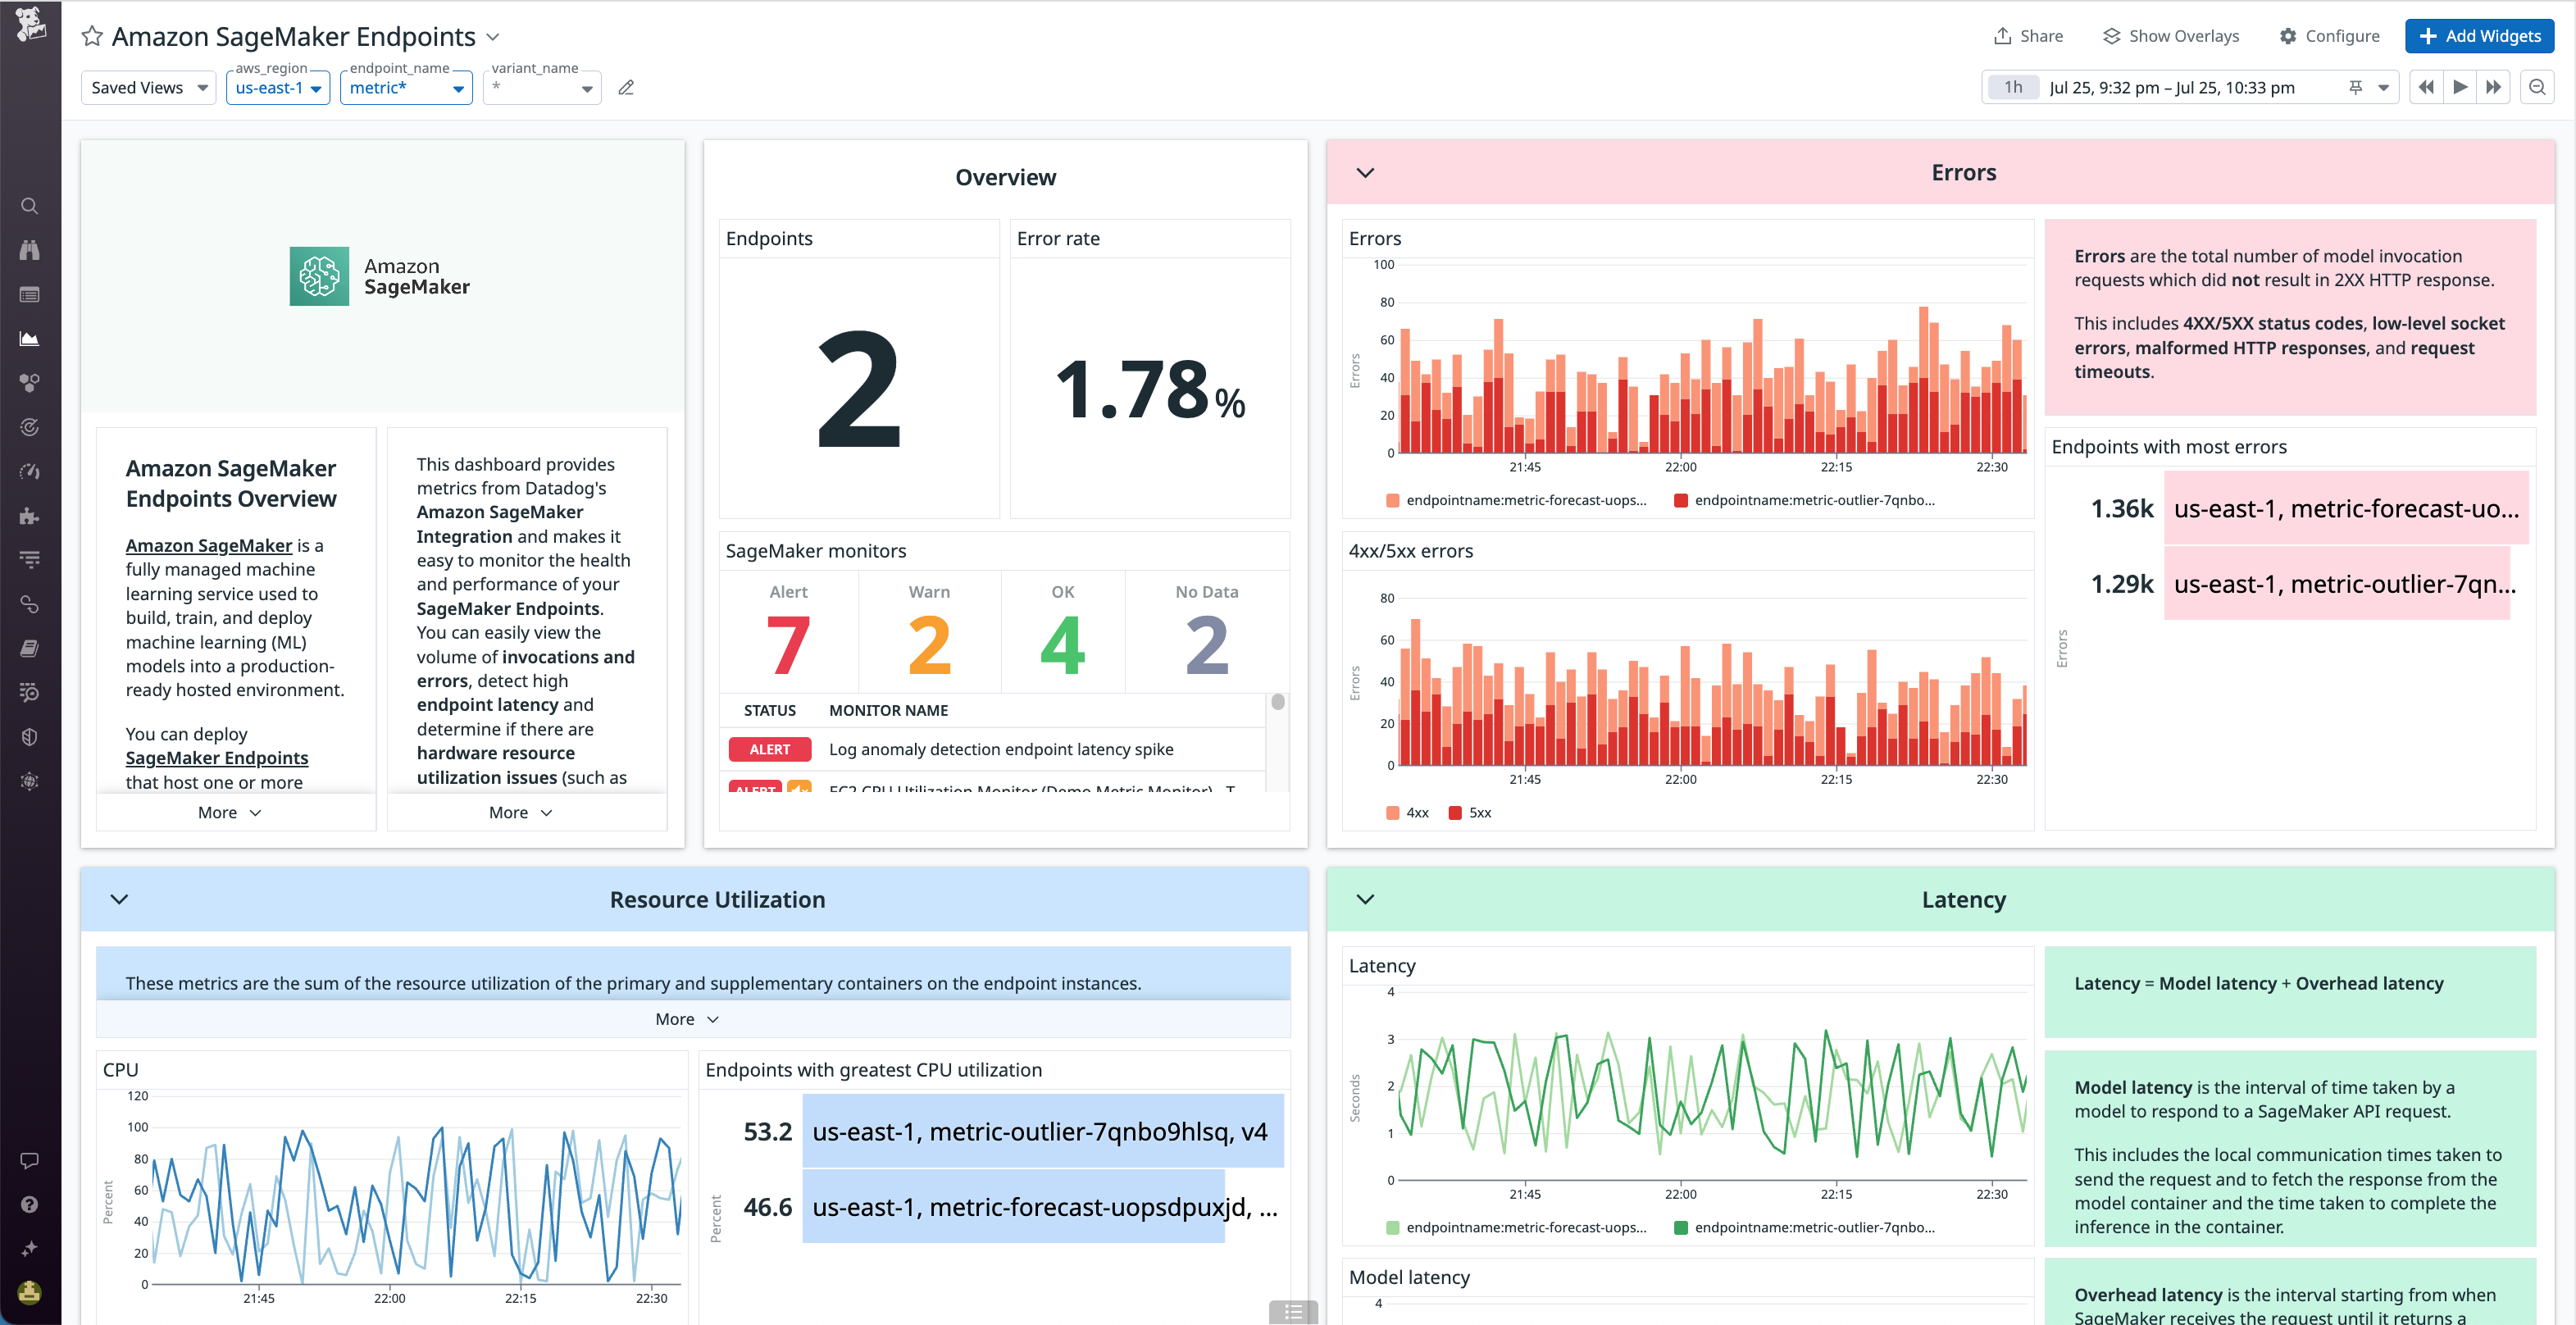 Amazon SageMaker Endpoints
Share
Show Overlays
Configure
Add Widgets
Saved Views
aws_region
us-east-1
endpoint_name
metric*
variant_name
*
1h
Jul 25, 9:32 pm – Jul 25, 10:33 pm
Amazon
SageMaker
Amazon SageMaker
Endpoints Overview
Amazon SageMaker is a
fully managed machine
learning service used to
build, train, and deploy
machine learning (ML)
models into a production-
ready hosted environment.
You can deploy
SageMaker Endpoints
that host one or more
More
This dashboard provides
metrics from Datadog's
Amazon SageMaker
Integration and makes it
easy to monitor the health
and performance of your
SageMaker Endpoints.
You can easily view the
volume of invocations and
errors, detect high
endpoint latency and
determine if there are
hardware resource
utilization issues (such as
More
Overview
Endpoints
2
Error rate
1.78%
SageMaker monitors
Alert
7
Warn
2
OK
4
No Data
2
STATUS MONITOR NAME
ALERT Log anomaly detection endpoint latency spike
ALERT EC2 CPU Utilization Monitor (Demo Metric Monitor) - T
Errors
Errors
Errors
100
80
60
40
20
0
21:45 22:00 22:15 22:30
endpointname:metric-forecast-uops... endpointname:metric-outlier-7qnbo...
Errors are the total number of model invocation
requests which did not result in 2XX HTTP response.
This includes 4XX/5XX status codes, low-level socket
errors, malformed HTTP responses, and request
timeouts.
4xx/5xx errors
Errors
80
60
40
20
0
21:45 22:00 22:15 22:30
4xx 5xx
Endpoints with most errors
Errors
1.36k us-east-1, metric-forecast-uo...
1.29k us-east-1, metric-outlier-7qn...
Resource Utilization
These metrics are the sum of the resource utilization of the primary and supplementary containers on the endpoint instances.
More
CPU
Percent
120
100
80
60
40
20
0
21:45 22:00 22:15 22:30
Endpoints with greatest CPU utilization
Percent
53.2 us-east-1, metric-outlier-7qnbo9hlsq, v4
46.6 us-east-1, metric-forecast-uopsdpuxjd, ...
Latency
Latency
Seconds
4
3
2
1
0
21:45 22:00 22:15 22:30
endpointname:metric-forecast-uops... endpointname:metric-outlier-7qnbo...
Latency = Model latency + Overhead latency
Model latency is the interval of time taken by a
model to respond to a SageMaker API request.
This includes the local communication times taken to
send the request and to fetch the response from the
model container and the time taken to complete the
inference in the container.
Model latency
4
Overhead latency is the interval starting from when
SageMaker receives the request until it returns a